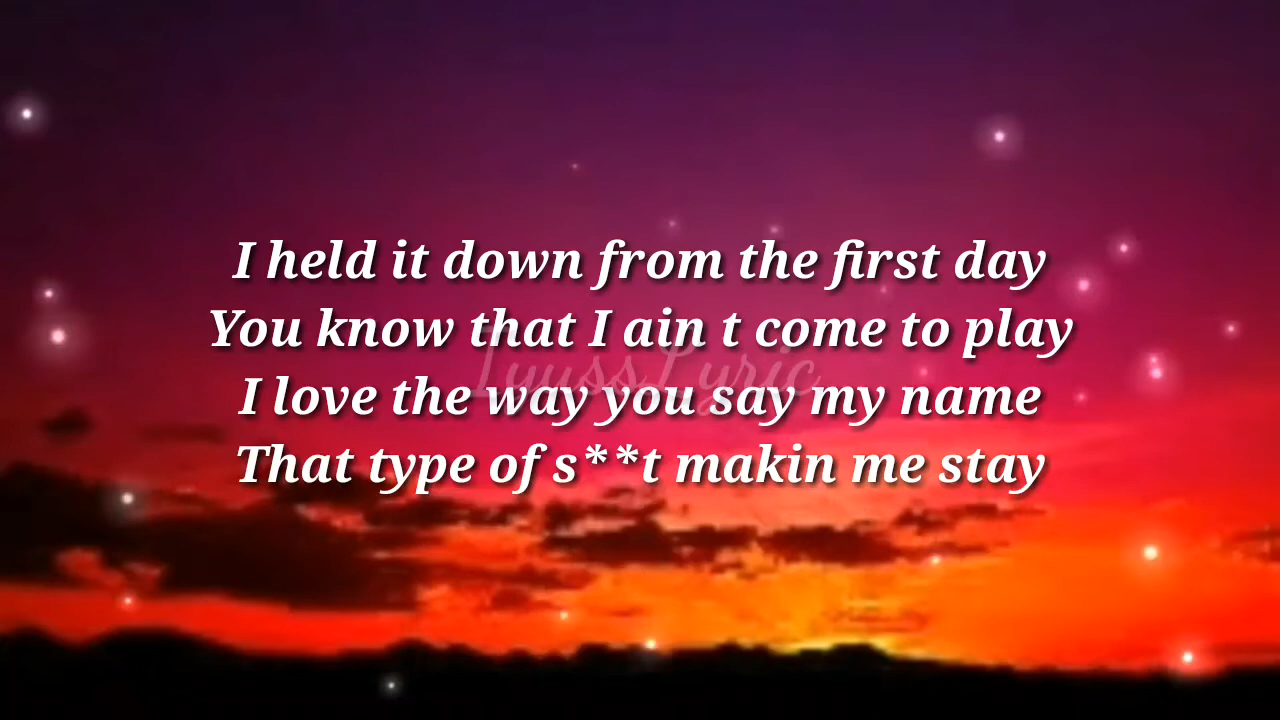 I held it down from the first day
You know that I ain t come to play
I love the way you say my name
That type of s**t makin me stay
LyussLyric